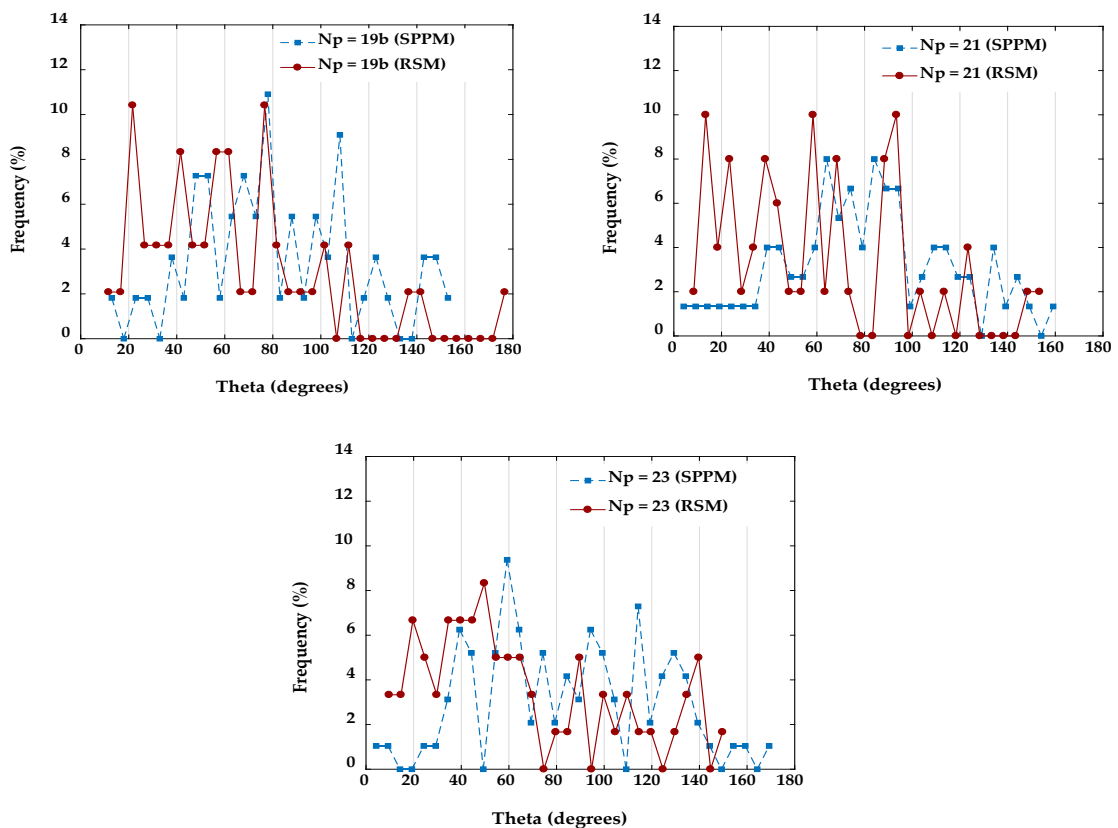 14
12
10
8
6
4
2
0
Frequency (%)
Np = 19b (SPPM)
Np = 19b (RSM)
0 20 40 60 80 100 120 140 160 180
Theta (degrees)
14
12
10
8
6
4
2
0
Frequency (%)
Np = 21 (SPPM)
Np = 21 (RSM)
0 20 40 60 80 100 120 140 160 180
Theta (degrees)
14
12
10
8
6
4
2
0
Frequency (%)
Np = 23 (SPPM)
Np = 23 (RSM)
0 20 40 60 80 100 120 140 160 180
Theta (degrees)